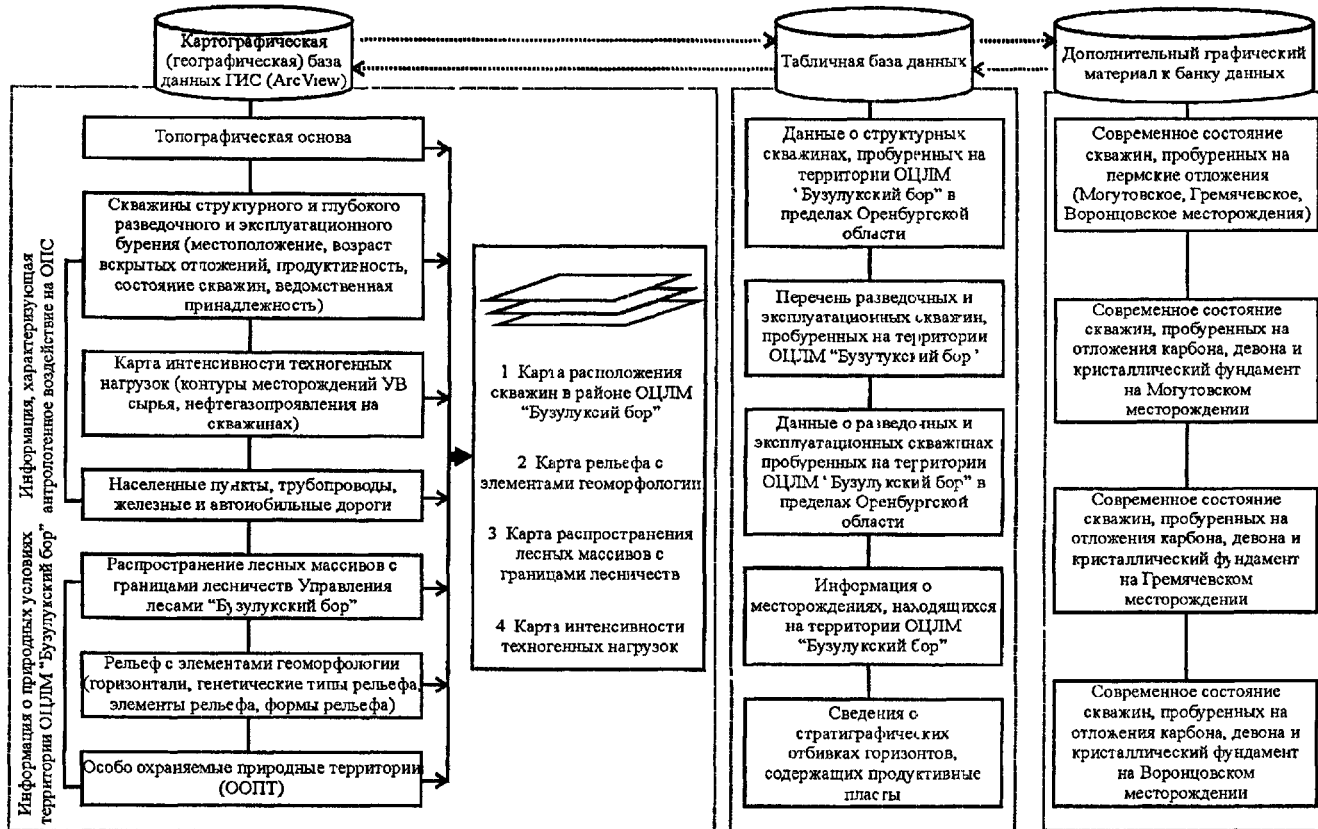 Картографическая
(географическая) база
данных ГИС (ArcView)
Табличная база
данных
Дополнительный графический
материал к банку
данных
Топографическая основа
Скважины структурного и глубокого
разведочного и эксплуатационного
бурения (местоположение, возраст
вскрытых отложений, продуктивность,
состояние скважин, ведомственная
принадлежность)
Карта интенсивности техногенных
нагрузок (контуры месторождений УВ
сырья, нефтегазопроявления на
скважинах)
Населенные пункты, трубопроводы,
железные и автомобильные дороги
Распространение лесных массивов с
границами лесничеств Управления
лесами “Бузулукский бор”
Рельеф с элементами геоморфологии
(горизонтали, генетические типы рельефа,
элементы рельефа, формы рельефа)
Особо охраняемые природные территории
(ООПТ)
Информация, характеризующая
антропогенное воздействие на ОПС
Информация о природных условиях
территории ОЦЛМ “Бузулукский бор”
1 Карта расположения
скважин в районе ОЦЛМ
“Бузулуксий бор”
2 Карта рельефа с
элементами геоморфологии
3 Карта распространения
лесных массивов с
границами лесничеств
4 Карта интенсивности
техногенных нагрузок
Данные о структурных
скважинах, пробуренных на
территории ОЦЛМ
“Бузулукский бор” в
пределах Оренбургской
области
Перечень разведочных и
эксплуатационных скважин,
пробуренных на территории
ОЦЛМ “Бузулукский бор”
Данные о разведочных и
эксплуатационных скважинах
пробуренных на территории
ОЦЛМ “Бузулукский бор” в
пределах Оренбургской
области
Информация о
месторождениях, находящихся
на территории ОЦЛМ
“Бузулукский бор”
Сведения о
стратиграфических
отбивках горизонтов,
содержащих продуктивные
пласты
Современное состояние
скважин, пробуренных на
пермские отложения
(Могутовское, Гремячевское,
Воронцовское месторождения)
Современное состояние
скважин, пробуренных на
отложения карбона, девона и
кристаллический фундамент
на Могутовском
месторождении
Современное состояние
скважин, пробуренных на
отложения карбона, девона и
кристаллический фундамент
на Гремячевском
месторождении
Современное состояние
скважин, пробуренных на
отложения карбона, девона и
кристаллический фундамент
на Воронцовском
месторождении